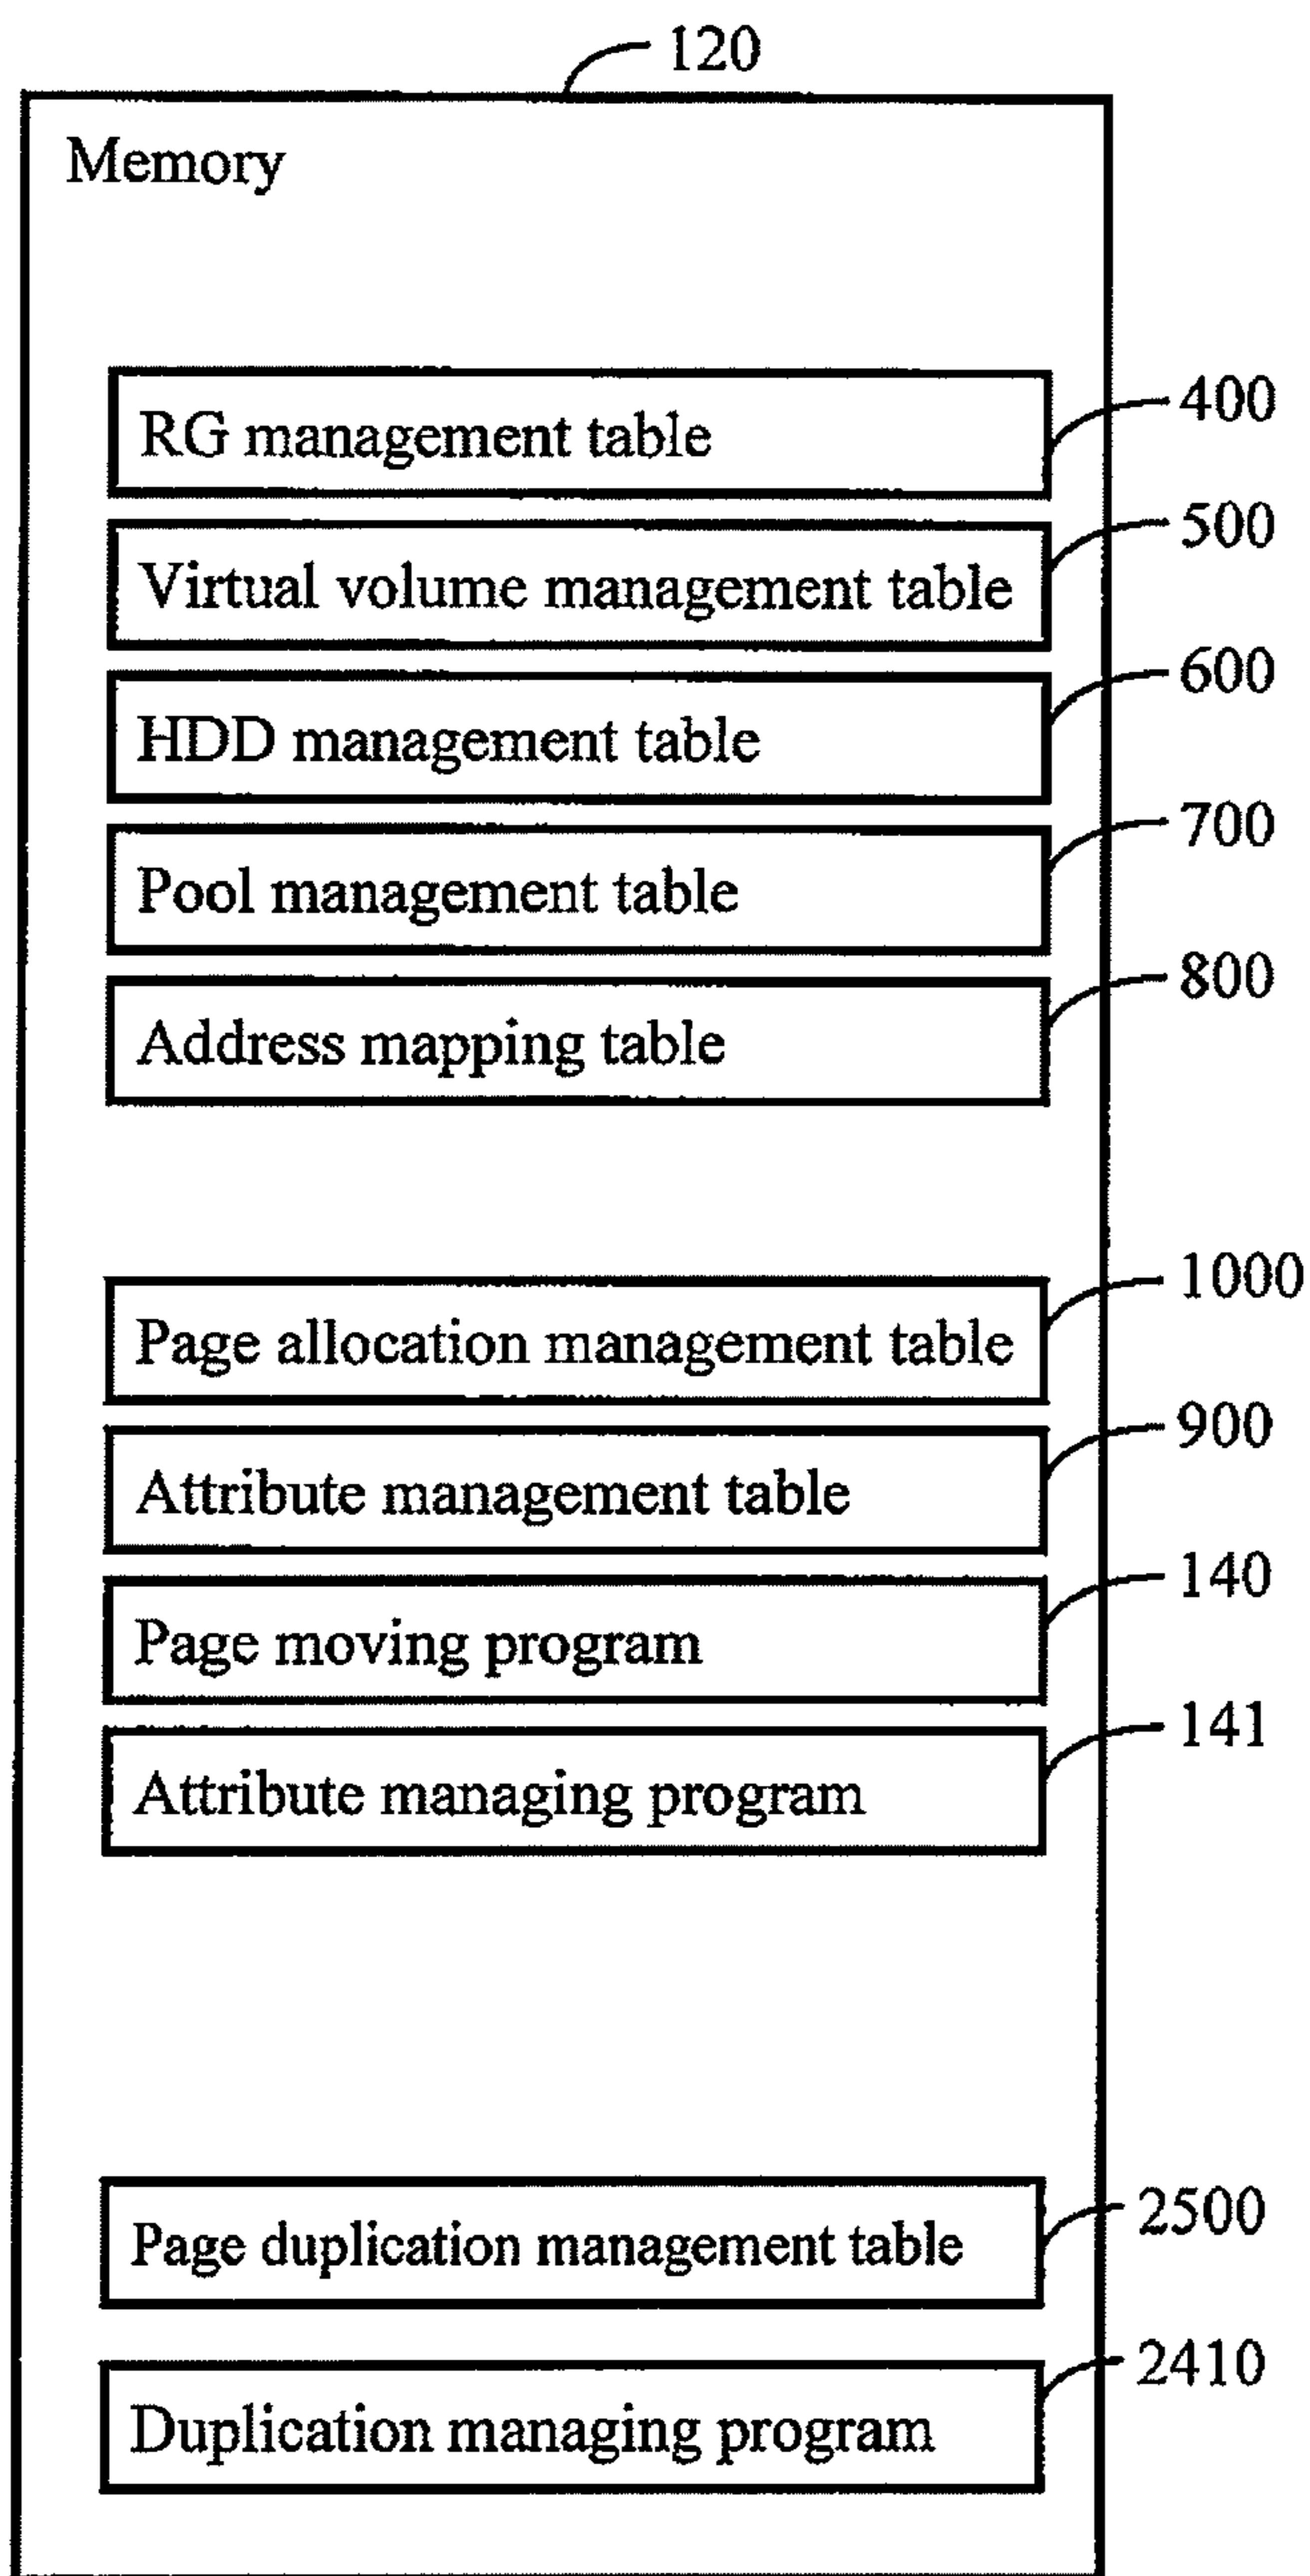 120
Memory
RG management table
400
Virtual volume management table
500
HDD management table
600
Pool management table
700
Address mapping table
800
Page allocation management table
1000
Attribute management table
900
Page moving program
140
Attribute managing program
141
Page duplication management table
2500
Duplication managing program
2410